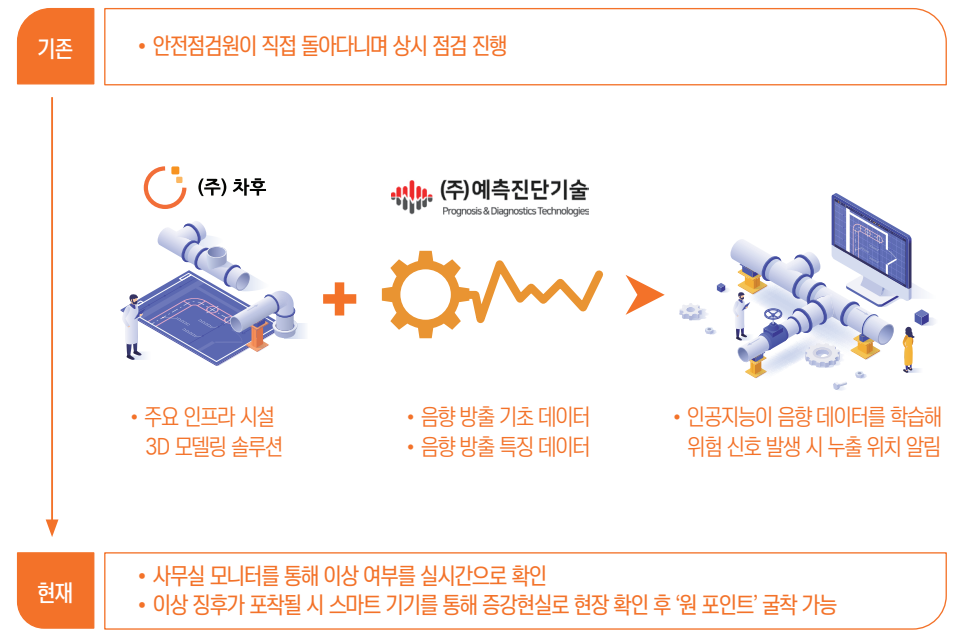 기존
• 안전점검원이 직접 돌아다니며 상시 점검 진행
(주) 차후
(주)예측진단기술
Prognosis & Diagnostics Technologies
• 주요 인프라 시설
3D 모델링 솔루션
• 음향 방출 기초 데이터
• 음향 방출 특징 데이터
• 인공지능이 음향 데이터를 학습해
위험 신호 발생 시 누출 위치 알림
현재
• 사무실 모니터를 통해 이상 여부를 실시간으로 확인
• 이상 징후가 포착될 시 스마트 기기를 통해 증강현실로 현장 확인 후 ‘원 포인트’ 굴착 가능